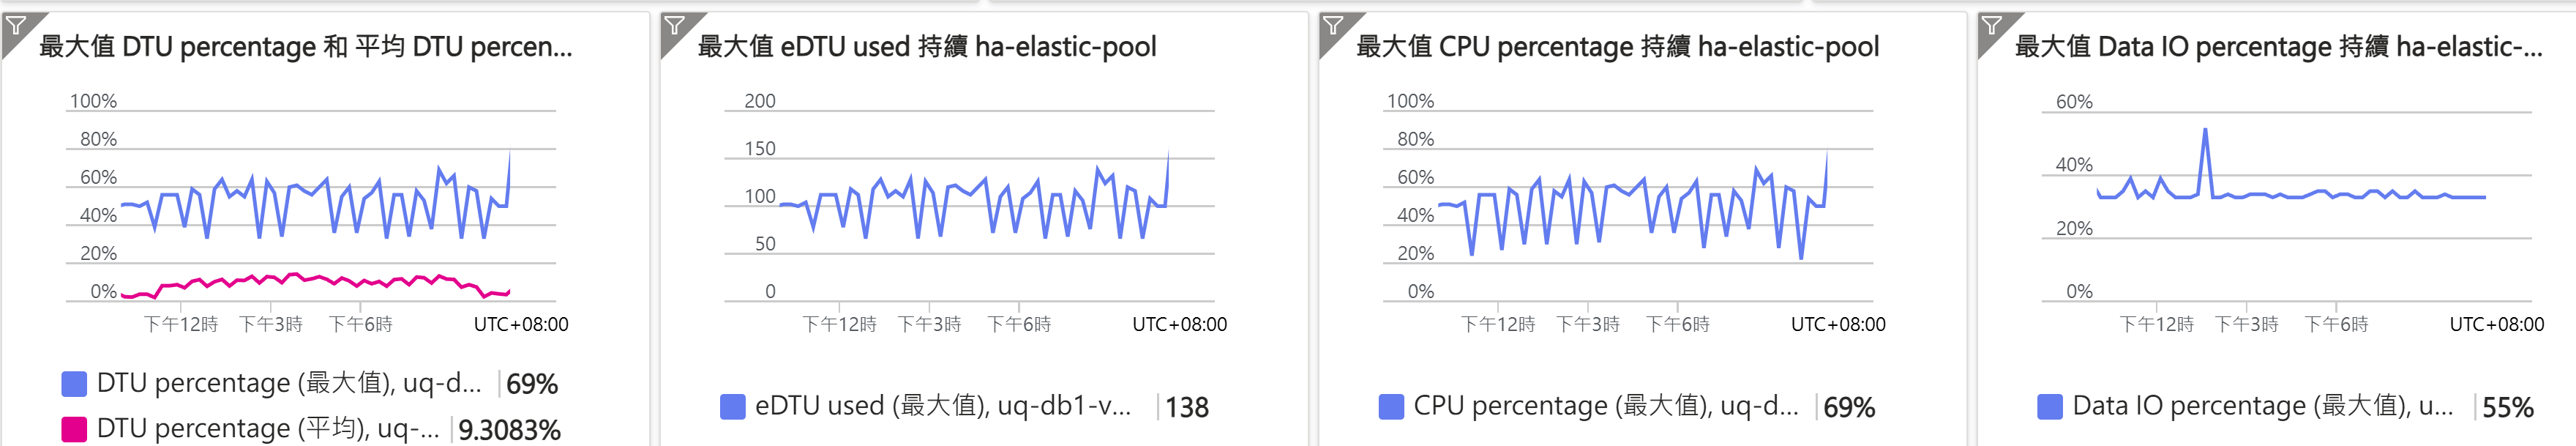 最大值 DTU percentage 和 平均 DTU percen...
100%
80%
60%
40%
20%
0%
下午12時
下午3時
下午6時
UTC+08:00
DTU percentage (最大值), uq-d...
69%
DTU percentage (平均), uq-...
9.3083%
最大值 eDTU used 持續 ha-elastic-pool
200
150
100
50
0
下午12時
下午3時
下午6時
UTC+08:00
eDTU used (最大值), uq-db1-v...
138
最大值 CPU percentage 持續 ha-elastic-pool
100%
80%
60%
40%
20%
0%
下午12時
下午3時
下午6時
UTC+08:00
CPU percentage (最大值), uq-d...
69%
最大值 Data IO percentage 持續 ha-elastic-...
60%
40%
20%
0%
下午12時
下午3時
下午6時
UTC+08:00
Data IO percentage (最大值), u...
55%